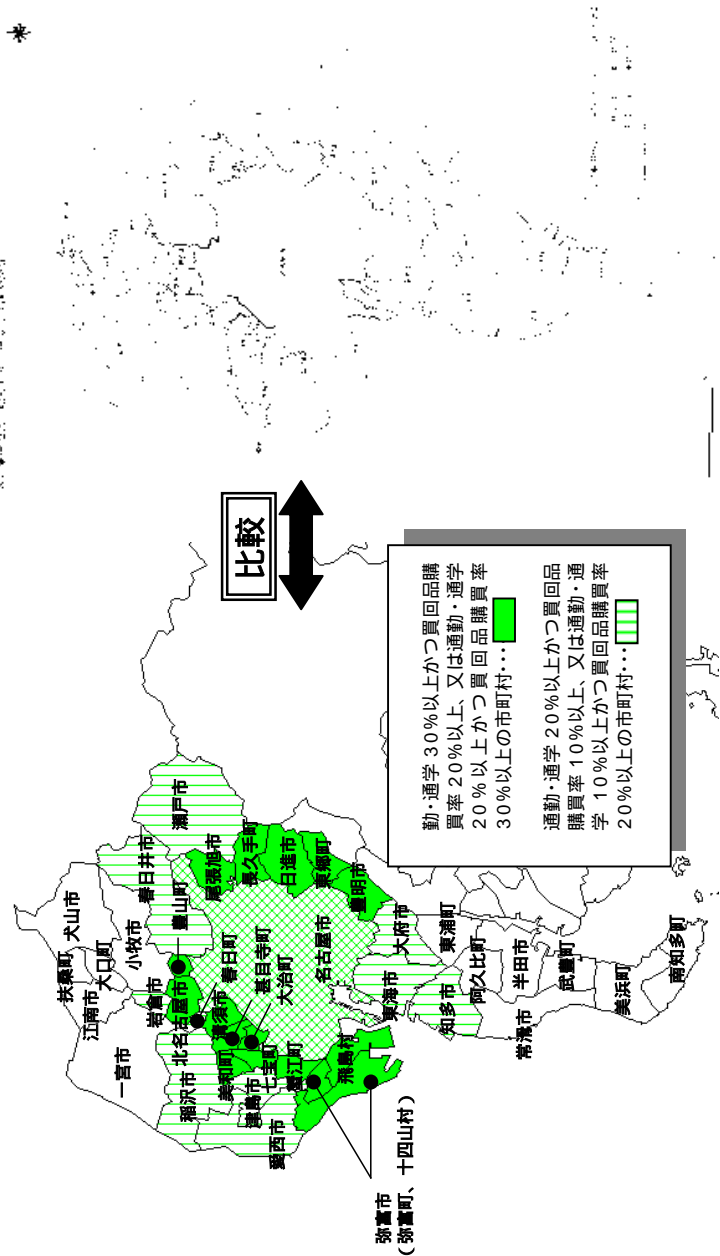 比較
勤・通学30%以上かつ買回品購
買率20%以上、又は通勤・通学
20%以上かつ買回品購買率
30%以上の市町村・・・
通勤・通学20%以上かつ買回品
購買率10%以上、又は通勤・通
学10%以上かつ買回品購買率
20%以上の市町村・・・
扶桑町
犬山市
大口町
江南市
小牧市
一宮市
春日井市
瀬戸市
岩倉市
豊山町
北名古屋市
尾張旭市
稲沢市
清須市
春日町
長久手町
美和町
甚目寺町
日進市
津島市
七宝町
大治町
東郷町
愛西市
蟹江町
名古屋市
豊明市
飛島村
弥富市
(弥富町、十四山村)
東海市
大府市
知多市
東浦町
阿久比町
常滑市
半田市
武豊町
美浜町
南知多町